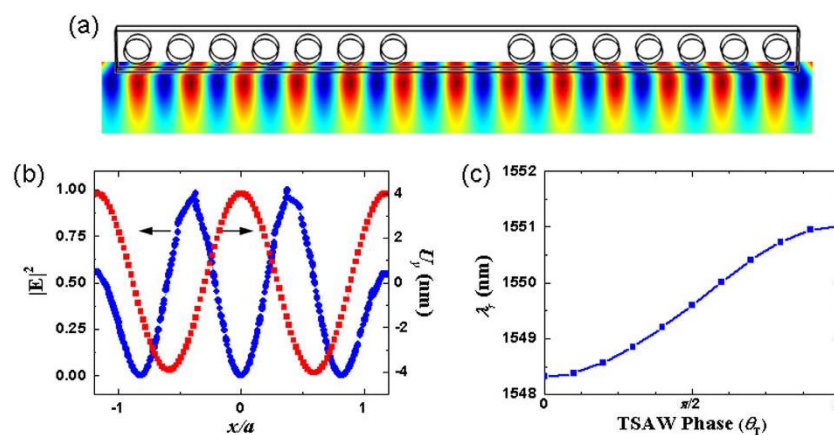 (a)
(b)
(c)
1.00
0.75
0.50
0.25
0.00
|E|²
4
2
0
-2
-4
U_y (nm)
-1
0
1
x/a
1552
1551
1550
1549
1548
λ_r (nm)
0
π/2
TSAW Phase (θ_T)